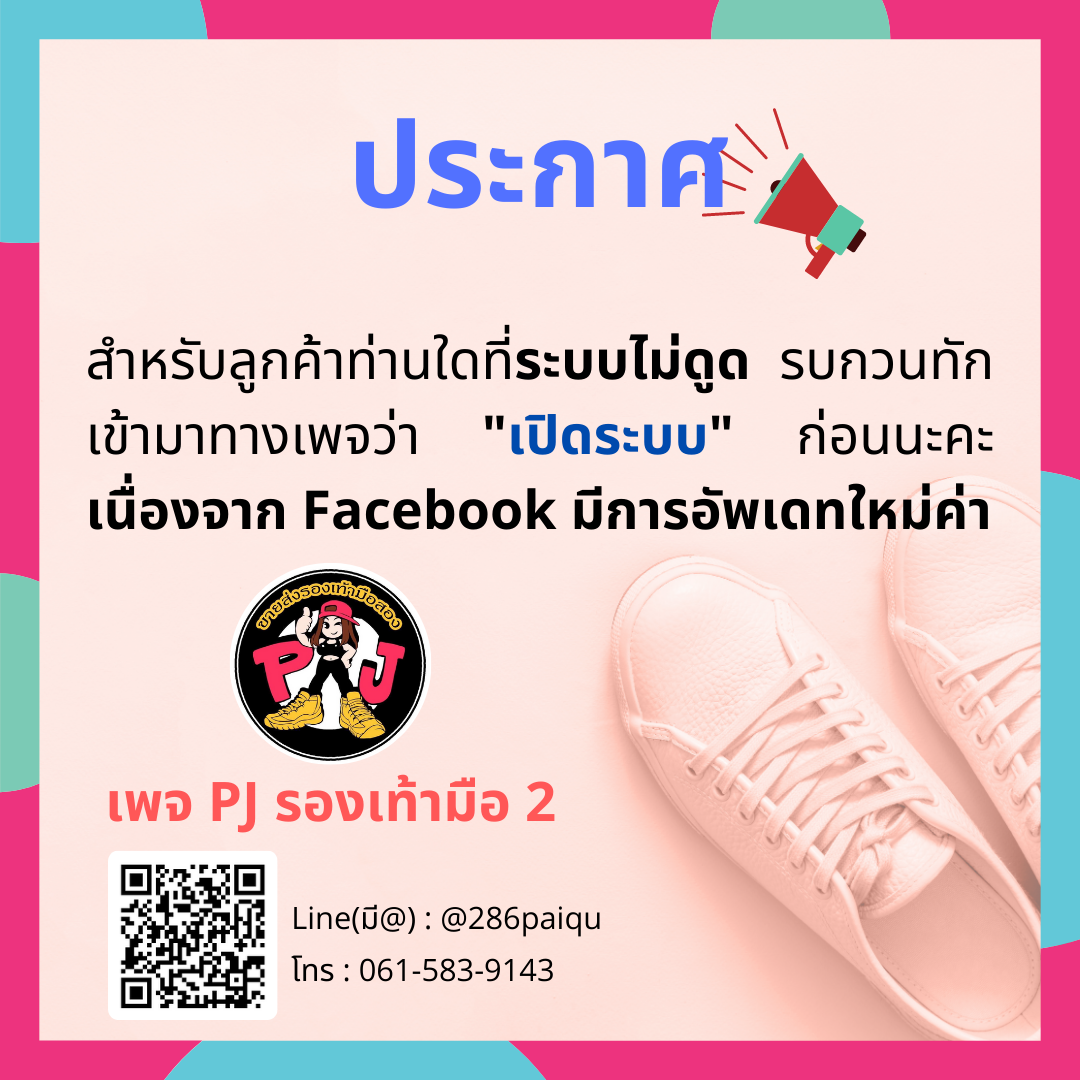 ประกาศ
สำหรับลูกค้าท่านใดที่ระบบไม่ดูด รบกวนทัก
เข้ามาทางเพจว่า "เปิดระบบ" ก่อนนะคะ
เนื่องจาก Facebook มีการอัพเดทใหม่ค่า
ขายส่งรองเท้ามือสอง
PJ
เพจ PJ รองเท้ามือ 2
Line(มี@) : @286paiqu
โทร : 061-583-9143